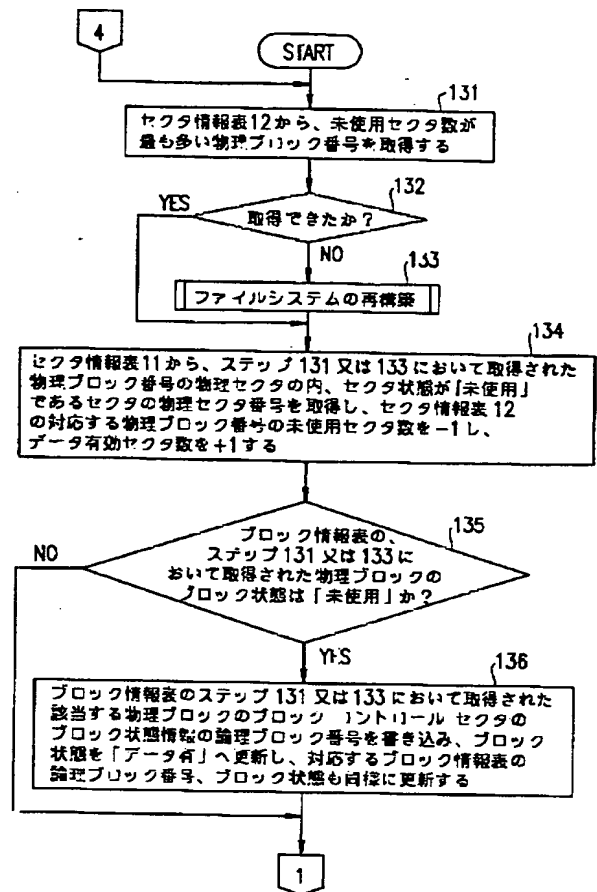 4
START
131
セクタ情報表12から、未使用セクタ数が
最も多い物理ブロック番号を取得する
132
取得できたか?
YES
NO
133
ファイルシステムの再構築
134
セクタ情報表11から、ステップ131又は133において取得された
物理ブロック番号の物理セクタの内、セクタ状態が「未使用」
であるセクタの物理セクタ番号を取得し、セクタ情報表12
の対応する物理ブロック番号の未使用セクタ数を-1し、
データ有効セクタ数を+1する
135
ブロック情報表の、
ステップ131又は133に
おいて取得された物理ブロックの
ブロック状態は「未使用」か?
NO
YES
136
ブロック情報表のステップ131又は133において取得された
該当する物理ブロックのブロック コントロール セクタの
ブロック状態情報の論理ブロック番号を書き込み、ブロック
状態を「データ有」へ更新し、対応するブロック情報表の
論理ブロック番号、ブロック状態も同様に更新する
1